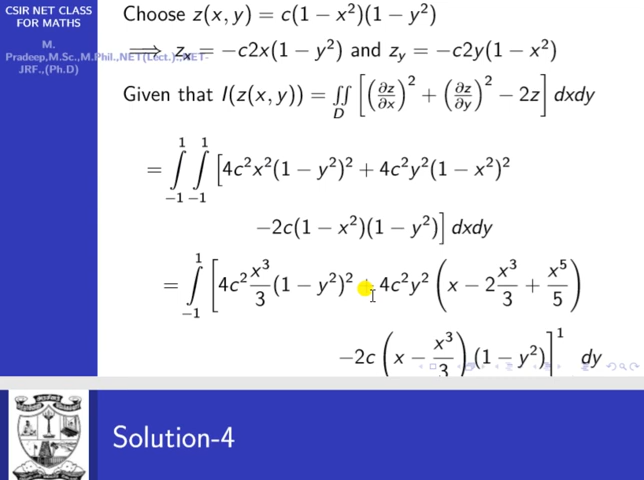 CSIR NET CLASS
FOR MATHS
M.
Pradeep,M.Sc.,M.Phil.,NET(Lect.),NET-
JRF.,(Ph.D)
Choose z(x, y) = c(1 − x²)(1 − y²)
⟹ zₓ = −c2x(1 − y²) and z_y = −c2y(1 − x²)
Given that I(z(x, y)) = ∬_D [(∂z/∂x)² + (∂z/∂y)² − 2z] dxdy
= ∫_{−1}^{1} ∫_{−1}^{1} [4c²x²(1 − y²)² + 4c²y²(1 − x²)²
−2c(1 − x²)(1 − y²)] dxdy
= ∫_{−1}^{1} [4c² x³/3 (1 − y²)² + 4c²y² (x − 2 x³/3 + x⁵/5)
−2c (x − x³/3) (1 − y²)]¹ dy
Solution-4